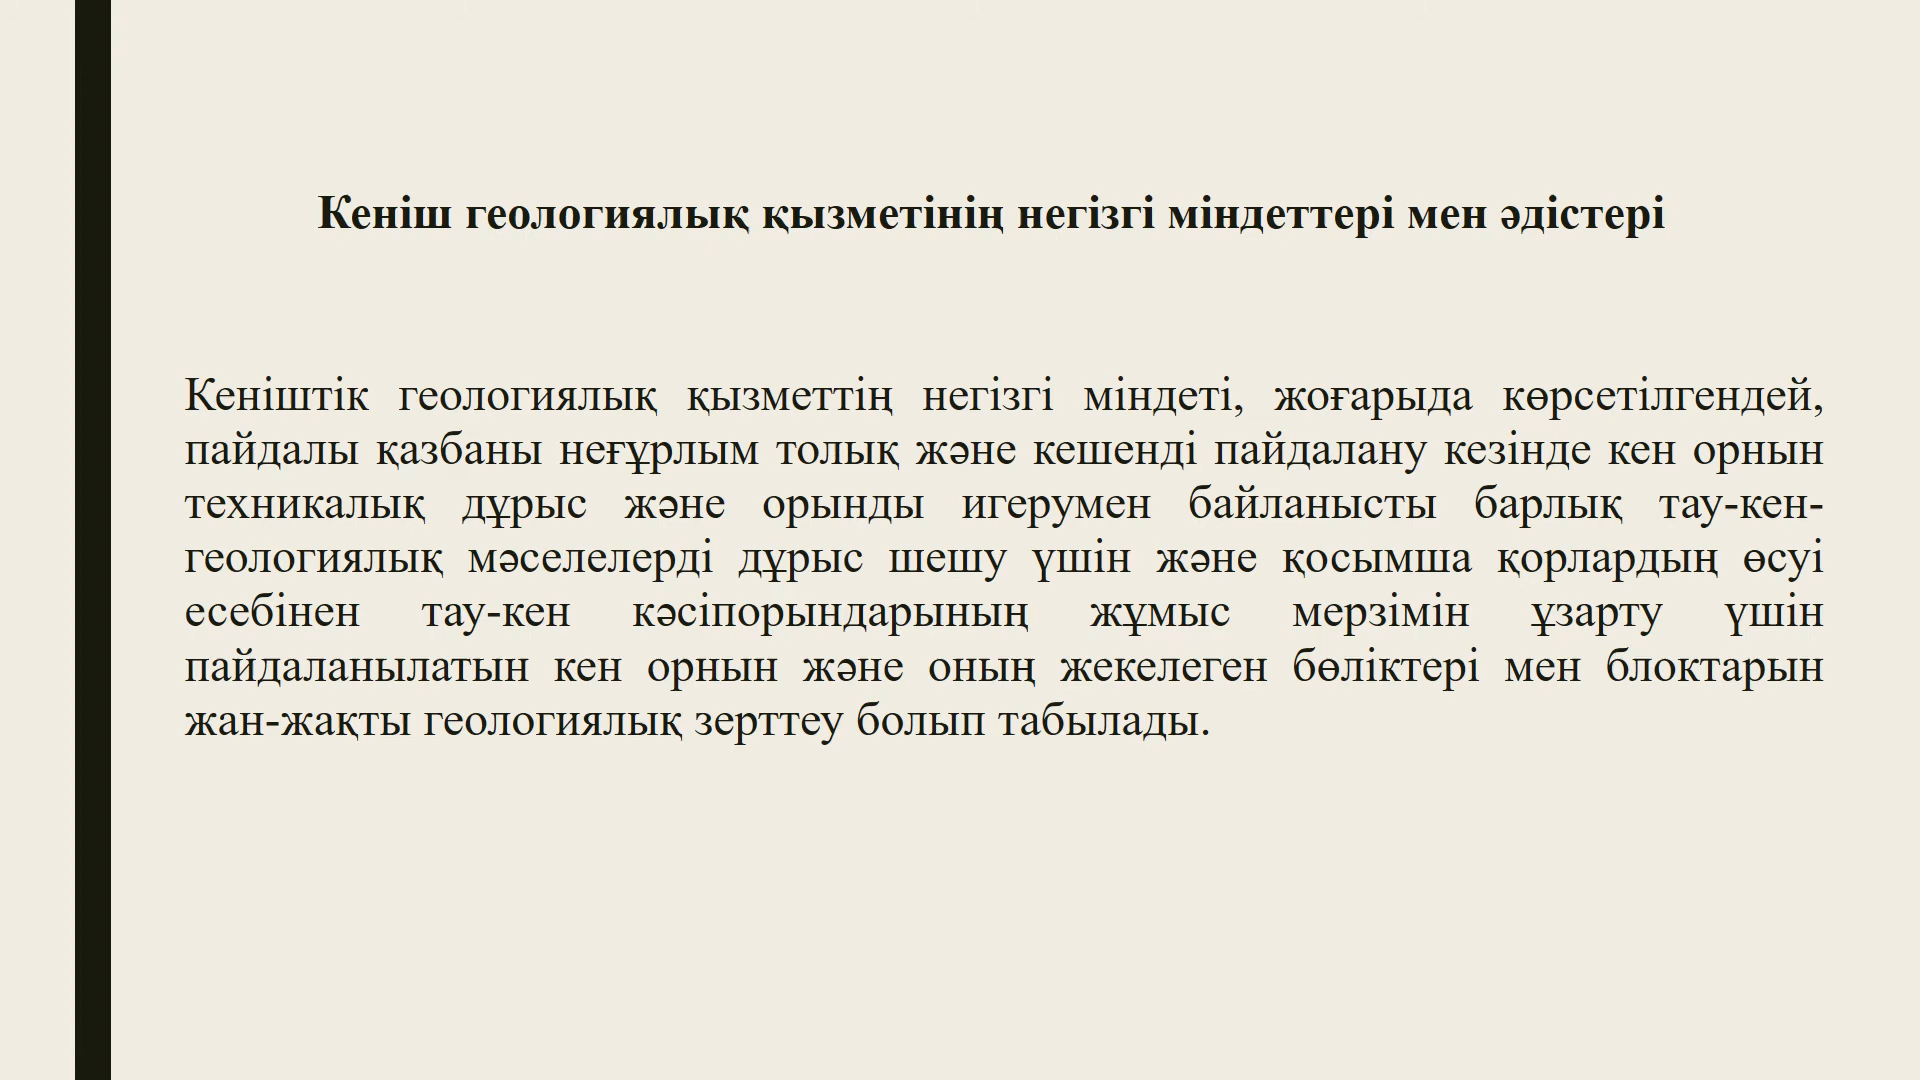 Кеніш геологиялық қызметінің негізгі міндеттері мен әдістері
Кеніштік геологиялық қызметтің негізгі міндеті, жоғарыда көрсетілгендей,
пайдалы қазбаны неғұрлым толық және кешенді пайдалану кезінде кен орнын
техникалық дұрыс және орынды игерумен байланысты барлық тау-кен-
геологиялық мәселелерді дұрыс шешу үшін және қосымша қорлардың өсуі
есебінен тау-кен кәсіпорындарының жұмыс мерзімін ұзарту үшін
пайдаланылатын кен орнын және оның жекелеген бөліктері мен блоктарын
жан-жақты геологиялық зерттеу болып табылады.